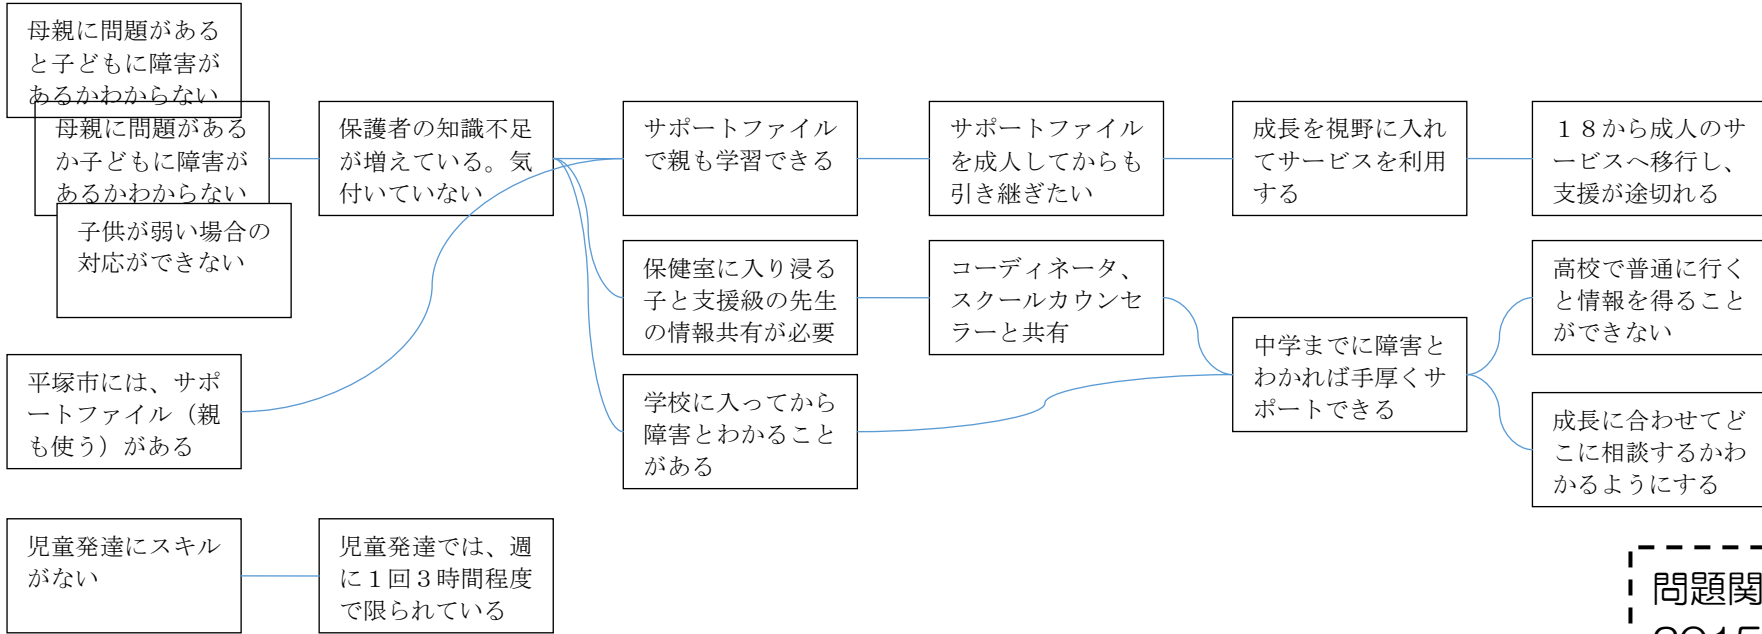 母親に問題がある
と子どもに障害が
あるかわからない
母親に問題がある
か子どもに障害が
あるかわからない
子供が弱い場合の
対応ができない
保護者の知識不足
が増えている。気
付いていない
サポートファイル
で親も学習できる
サポートファイル
を成人してからも
引き継ぎたい
成長を視野に入れ
てサービスを利用
する
１８から成人のサ
ービスへ移行し、
支援が途切れる
保健室に入り浸る
子と支援級の先生
の情報共有が必要
コーディネータ、
スクールカウンセ
ラーと共有
高校で普通に行く
と情報を得ること
ができない
中学までに障害と
わかれば手厚くサ
ポートできる
平塚市には、サポ
ートファイル（親
も使う）がある
学校に入ってから
障害とわかること
がある
成長に合わせてど
こに相談するかわ
かるようにする
児童発達にスキル
がない
児童発達では、週
に１回３時間程度
で限られている
問題関